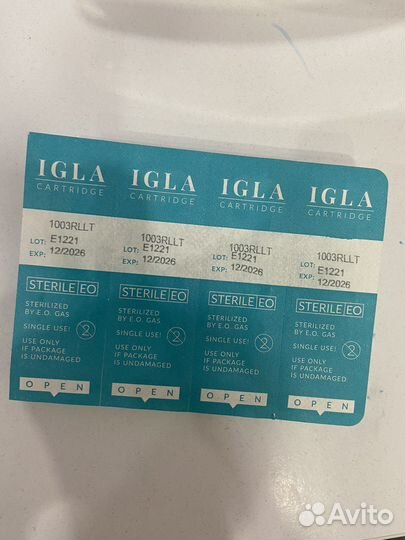 IGLA
CARTRIDGE
1003RLLT
LOT: E1221
EXP: 12/2026
STERILE EO
STERILIZED
BY E.O. GAS
SINGLE USE! 2
USE ONLY
IF PACKAGE
IS UNDAMAGED
OPEN
IGLA
CARTRIDGE
1003RLLT
LOT: E1221
EXP: 12/2026
STERILE EO
STERILIZED
BY E.O. GAS
SINGLE USE! 2
USE ONLY
IF PACKAGE
IS UNDAMAGED
OPEN
IGLA
CARTRIDGE
1003RLLT
LOT: E1221
EXP: 12/2026
STERILE EO
STERILIZED
BY E.O. GAS
SINGLE USE! 2
USE ONLY
IF PACKAGE
IS UNDAMAGED
OPEN
IGLA
CARTRIDGE
1003RLLT
LOT: E1221
EXP: 12/2026
STERILE EO
STERILIZED
BY E.O. GAS
SINGLE USE! 2
USE ONLY
IF PACKAGE
IS UNDAMAGED
OPEN
Avito